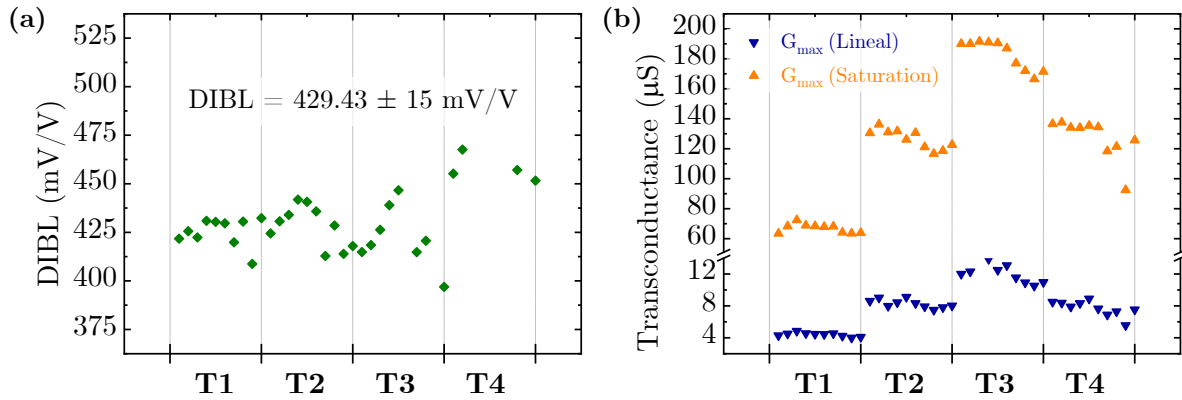 (a)
DIBL (mV/V)
525
500
475
450
425
400
375
DIBL = 429.43 ± 15 mV/V
T1 T2 T3 T4
(b)
Transconductance (μS)
200
180
160
140
120
100
80
60
12
8
4
Gmax (Lineal)
Gmax (Saturation)
T1 T2 T3 T4